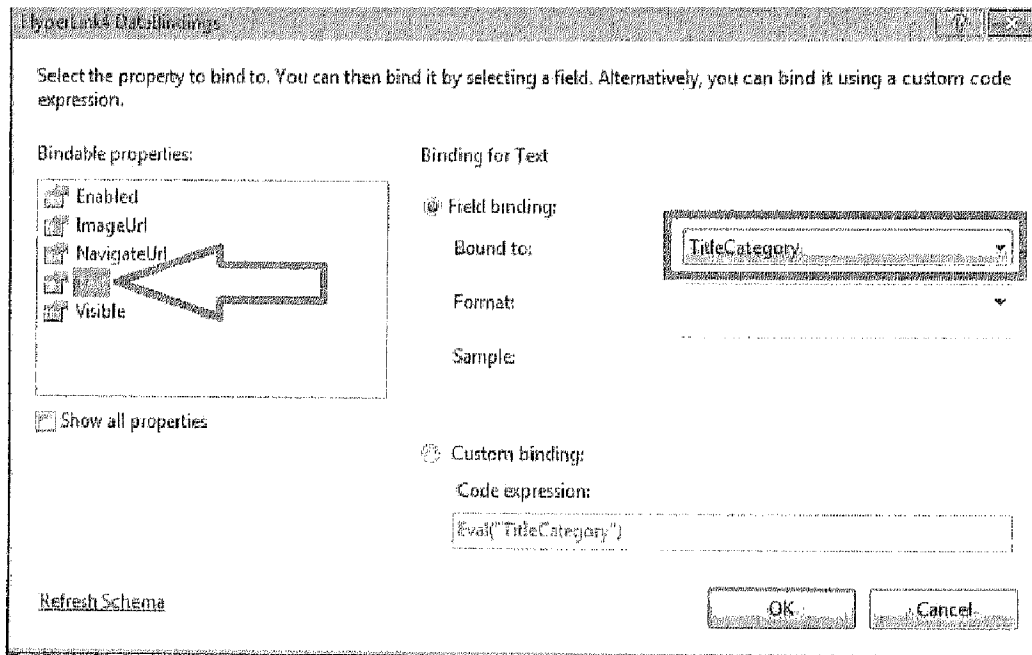 HyperLink4 DataBindings
Select the property to bind to. You can then bind it by selecting a field. Alternatively, you can bind it using a custom code
expression.
Bindable properties:
Binding for Text
Enabled
ImageUrl
NavigateUrl
Visible
Show all properties
Field binding:
Bound to:
TitleCategory
Format:
Sample:
Custom binding:
Code expression:
Eval("TitleCategory")
Refresh Schema
OK
Cancel